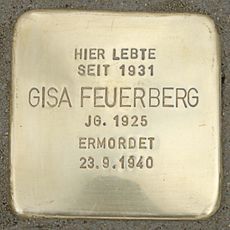 HIER LEBTE
SEIT 1931
GISA FEUERBERG
JG. 1925
ERMORDET
23.9.1940